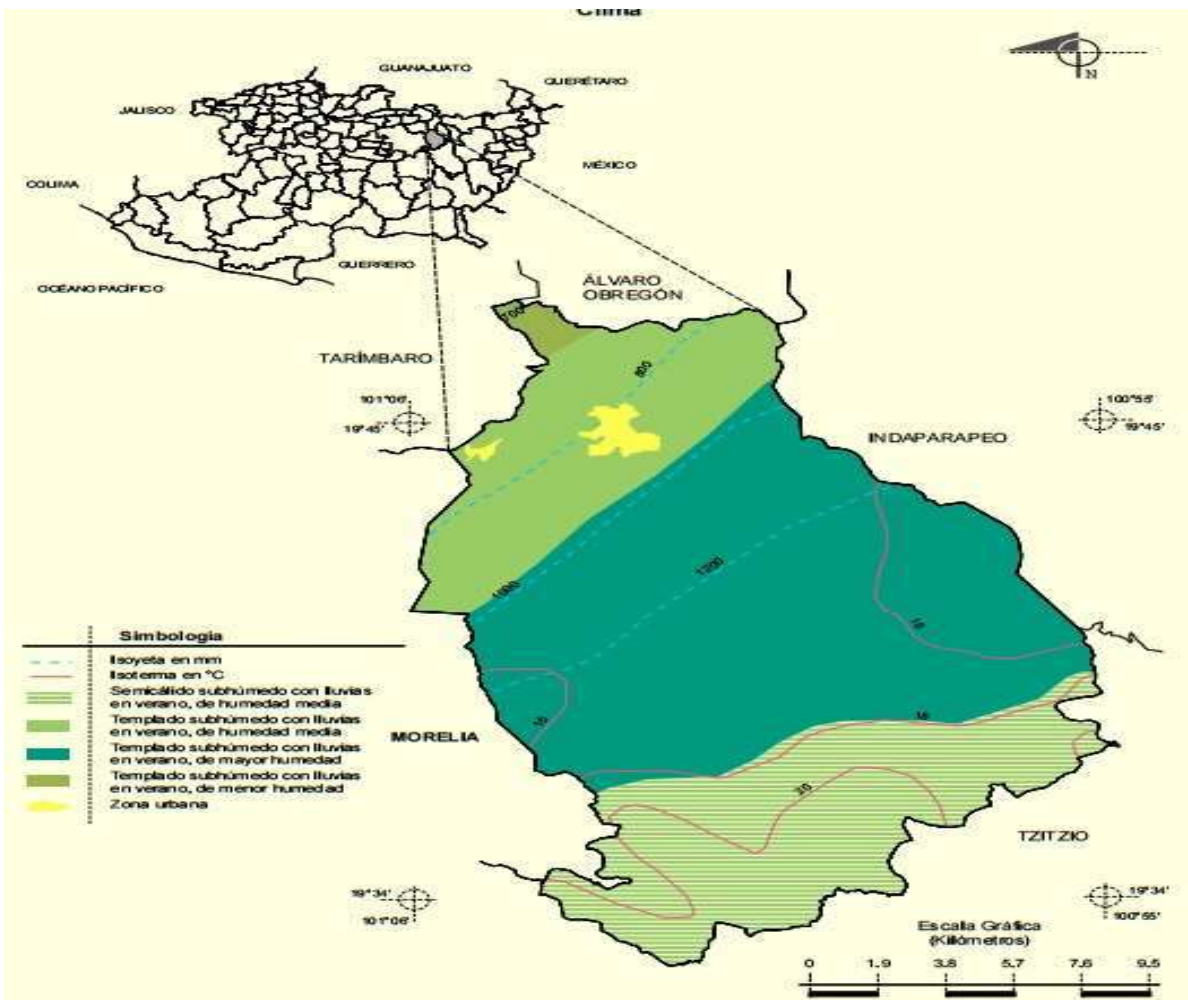 Clima
GUANAJUATO
QUERÉTARO
JALISCO
N
MÉXICO
COLIMA
GUERRERO
OCÉANO PACÍFICO
ÁLVARO
OBREGÓN
700
TARÍMBARO
800
101°06'
19°45'
100°55'
19°45'
INDAPARAPEO
1200
1000
Simbología
Isoyeta en mm
Isoterma en °C
Semicálido subhúmedo con lluvias
en verano, de humedad media
Templado subhúmedo con lluvias
en verano, de humedad media
Templado subhúmedo con lluvias
en verano, de mayor humedad
Templado subhúmedo con lluvias
en verano, de menor humedad
Zona urbana
MORELIA
16
20
TZITZIO
19°34'
101°06'
19°34'
100°55'
Escala Gráfica
(Kilómetros)
0 1.9 3.8 5.7 7.6 9.5